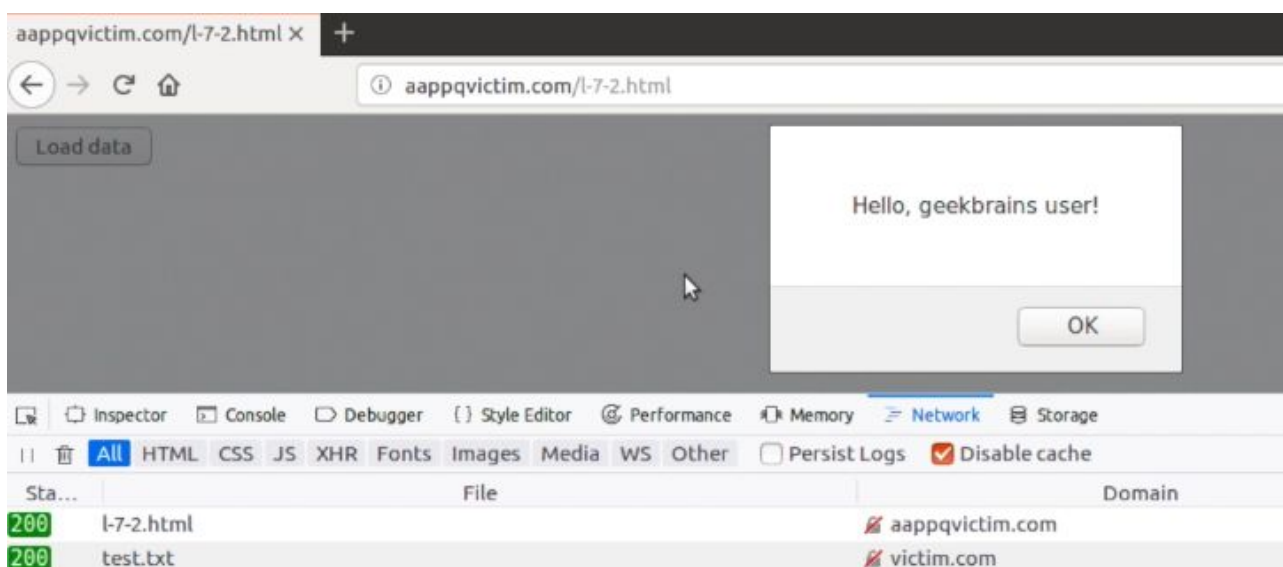 aappqvictim.com/l-7-2.html × +
aappqvictim.com/l-7-2.html
Load data
Hello, geekbrains user!
OK
Inspector Console Debugger {} Style Editor Performance Memory Network Storage
All HTML CSS JS XHR Fonts Images Media WS Other Persist Logs Disable cache
Sta... File Domain
200 l-7-2.html aappqvictim.com
200 test.txt victim.com